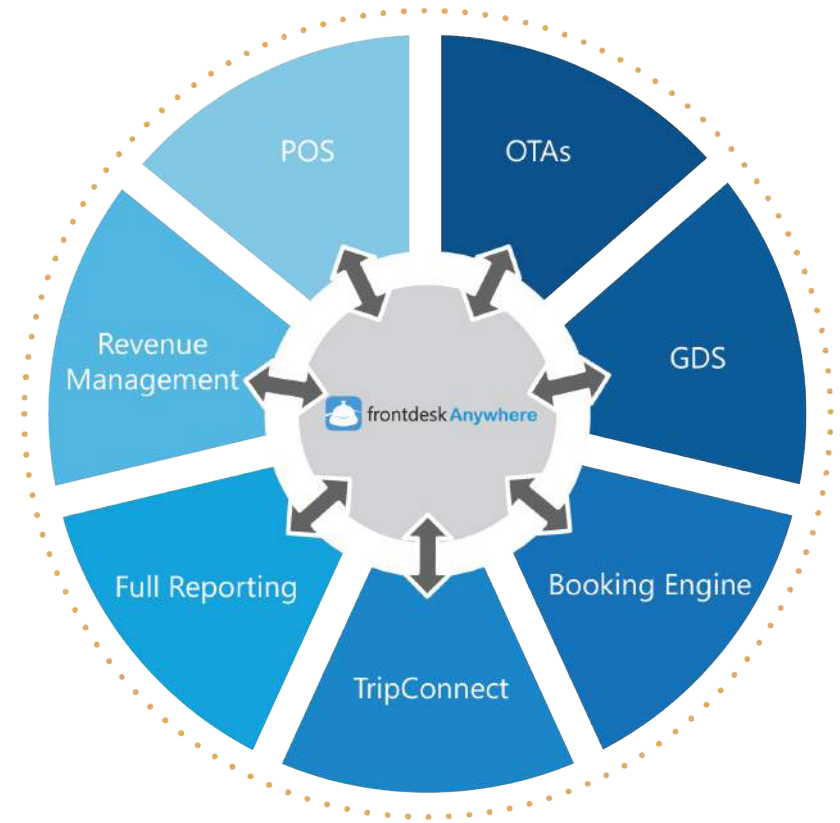 POS
OTAs
GDS
Booking Engine
TripConnect
Full Reporting
Revenue
Management
frontdesk Anywhere